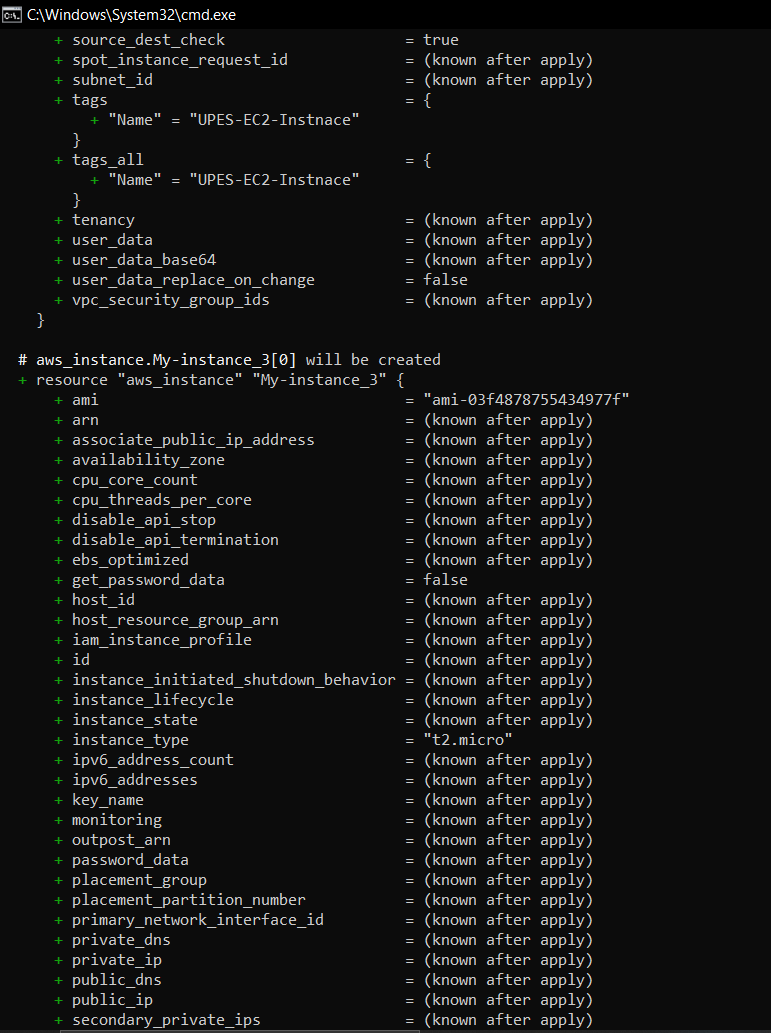 C:\Windows\System32\cmd.exe
+ source_dest_check = true
+ spot_instance_request_id = (known after apply)
+ subnet_id = (known after apply)
+ tags = {
+ "Name" = "UPES-EC2-Instnace"
}
+ tags_all = {
+ "Name" = "UPES-EC2-Instnace"
}
+ tenancy = (known after apply)
+ user_data = (known after apply)
+ user_data_base64 = (known after apply)
+ user_data_replace_on_change = false
+ vpc_security_group_ids = (known after apply)
}
# aws_instance.My-instance_3[0] will be created
+ resource "aws_instance" "My-instance_3" {
+ ami = "ami-03f4878755434977f"
+ arn = (known after apply)
+ associate_public_ip_address = (known after apply)
+ availability_zone = (known after apply)
+ cpu_core_count = (known after apply)
+ cpu_threads_per_core = (known after apply)
+ disable_api_stop = (known after apply)
+ disable_api_termination = (known after apply)
+ ebs_optimized = (known after apply)
+ get_password_data = false
+ host_id = (known after apply)
+ host_resource_group_arn = (known after apply)
+ iam_instance_profile = (known after apply)
+ id = (known after apply)
+ instance_initiated_shutdown_behavior = (known after apply)
+ instance_lifecycle = (known after apply)
+ instance_state = (known after apply)
+ instance_type = "t2.micro"
+ ipv6_address_count = (known after apply)
+ ipv6_addresses = (known after apply)
+ key_name = (known after apply)
+ monitoring = (known after apply)
+ outpost_arn = (known after apply)
+ password_data = (known after apply)
+ placement_group = (known after apply)
+ placement_partition_number = (known after apply)
+ primary_network_interface_id = (known after apply)
+ private_dns = (known after apply)
+ private_ip = (known after apply)
+ public_dns = (known after apply)
+ public_ip = (known after apply)
+ secondary_private_ips = (known after apply)